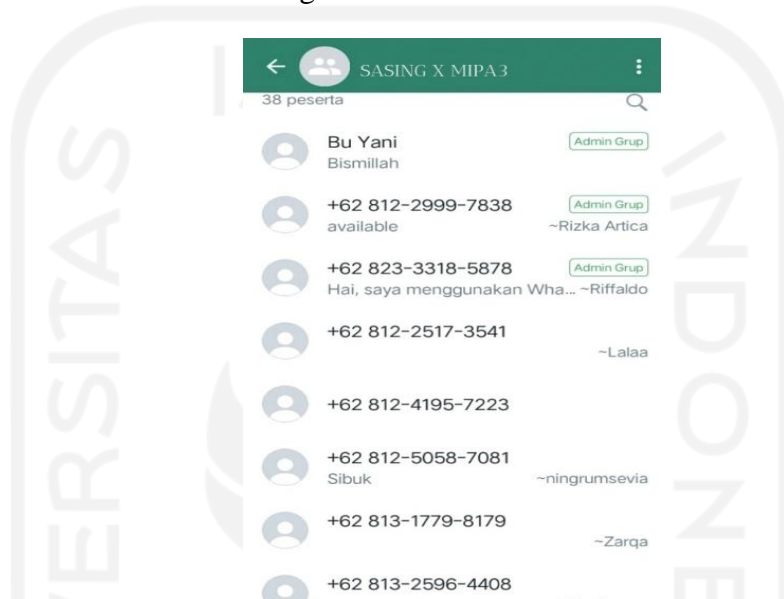 SASING X MIPA3
38 peserta
Bu Yani
Admin Grup
Bismillah
+62 812-2999-7838
Admin Grup
available
~Rizka Artica
+62 823-3318-5878
Admin Grup
Hai, saya menggunakan Wha... ~Riffaldo
+62 812-2517-3541
~Lalaa
+62 812-4195-7223
+62 812-5058-7081
Sibuk
~ningrumsevia
+62 813-1779-8179
~Zarqa
+62 813-2596-4408